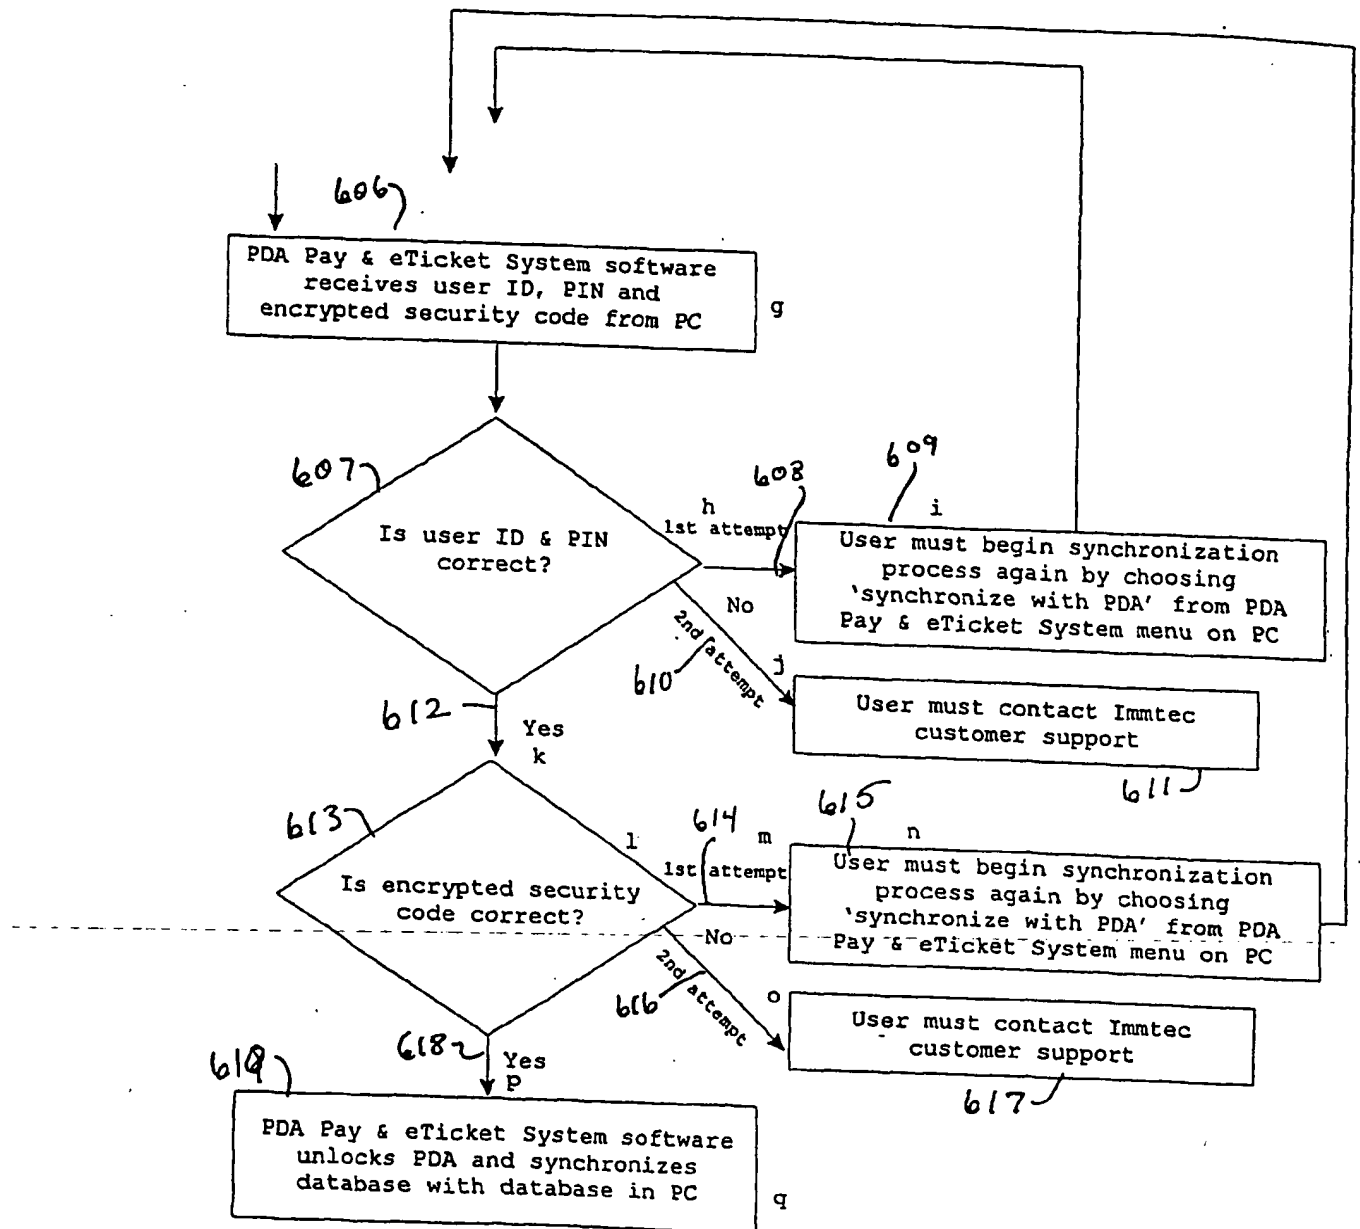 606
PDA Pay & eTicket System software
receives user ID, PIN and
encrypted security code from PC
g
607
Is user ID & PIN
correct?
h
1st attempt
608
609
i
User must begin synchronization
process again by choosing
'synchronize with PDA' from PDA
Pay & eTicket System menu on PC
No
2nd attempt
610
j
User must contact Immtec
customer support
611
612
Yes
k
613
Is encrypted security
code correct?
l
614
m
1st attempt
615
n
User must begin synchronization
process again by choosing
'synchronize with PDA' from PDA
Pay & eTicket System menu on PC
No
2nd attempt
616
o
User must contact Immtec
customer support
617
618
Yes
p
619
PDA Pay & eTicket System software
unlocks PDA and synchronizes
database with database in PC
q